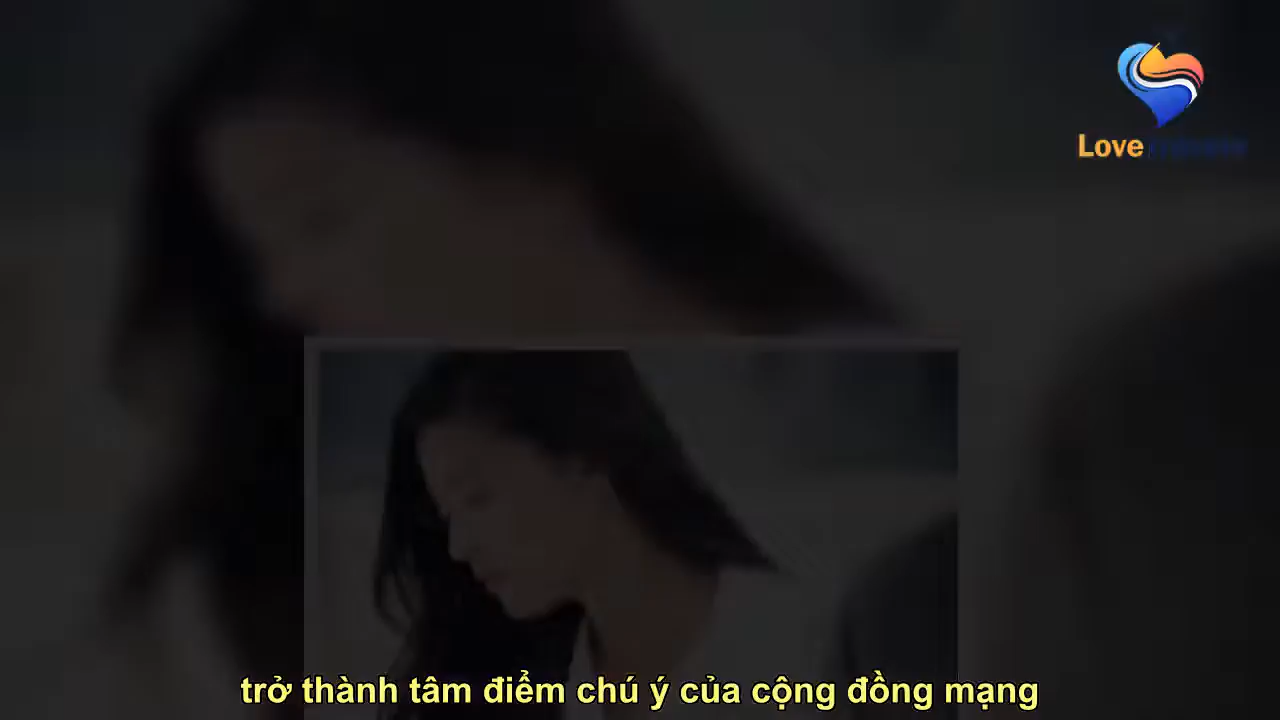 Love
trở thành tâm điểm chú ý của cộng đồng mạng